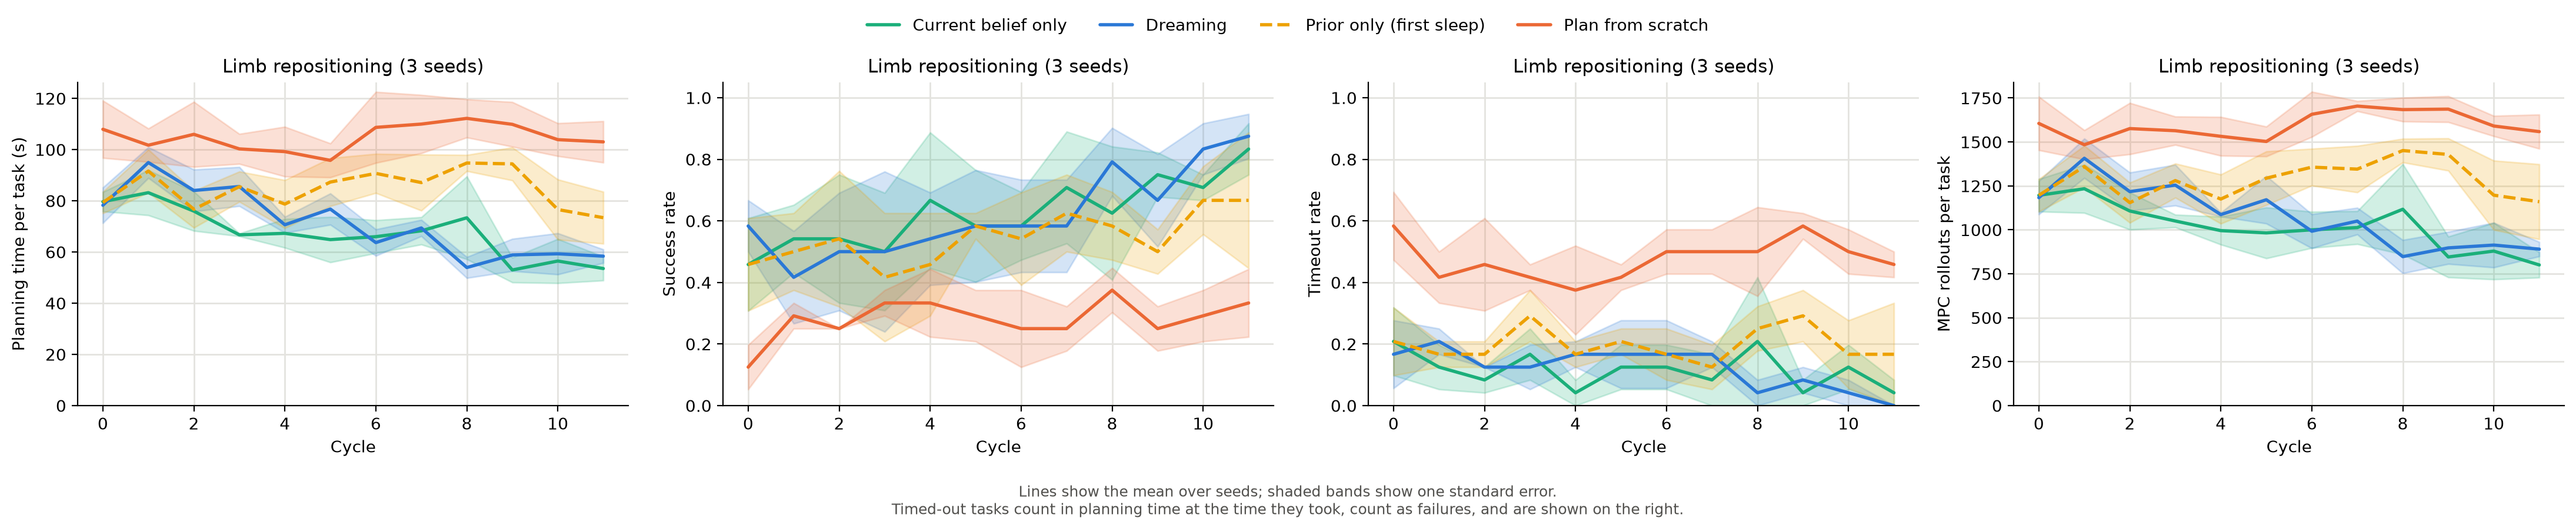 Current belief only
Dreaming
Prior only (first sleep)
Plan from scratch
Limb repositioning (3 seeds)
Planning time per task (s)
120
100
80
60
40
20
0
0 2 4 6 8 10
Cycle
Limb repositioning (3 seeds)
Success rate
1.0
0.8
0.6
0.4
0.2
0.0
0 2 4 6 8 10
Cycle
Limb repositioning (3 seeds)
Timeout rate
1.0
0.8
0.6
0.4
0.2
0.0
0 2 4 6 8 10
Cycle
Limb repositioning (3 seeds)
MPC rollouts per task
1750
1500
1250
1000
750
500
250
0
0 2 4 6 8 10
Cycle
Lines show the mean over seeds; shaded bands show one standard error.
Timed-out tasks count in planning time at the time they took, count as failures, and are shown on the right.